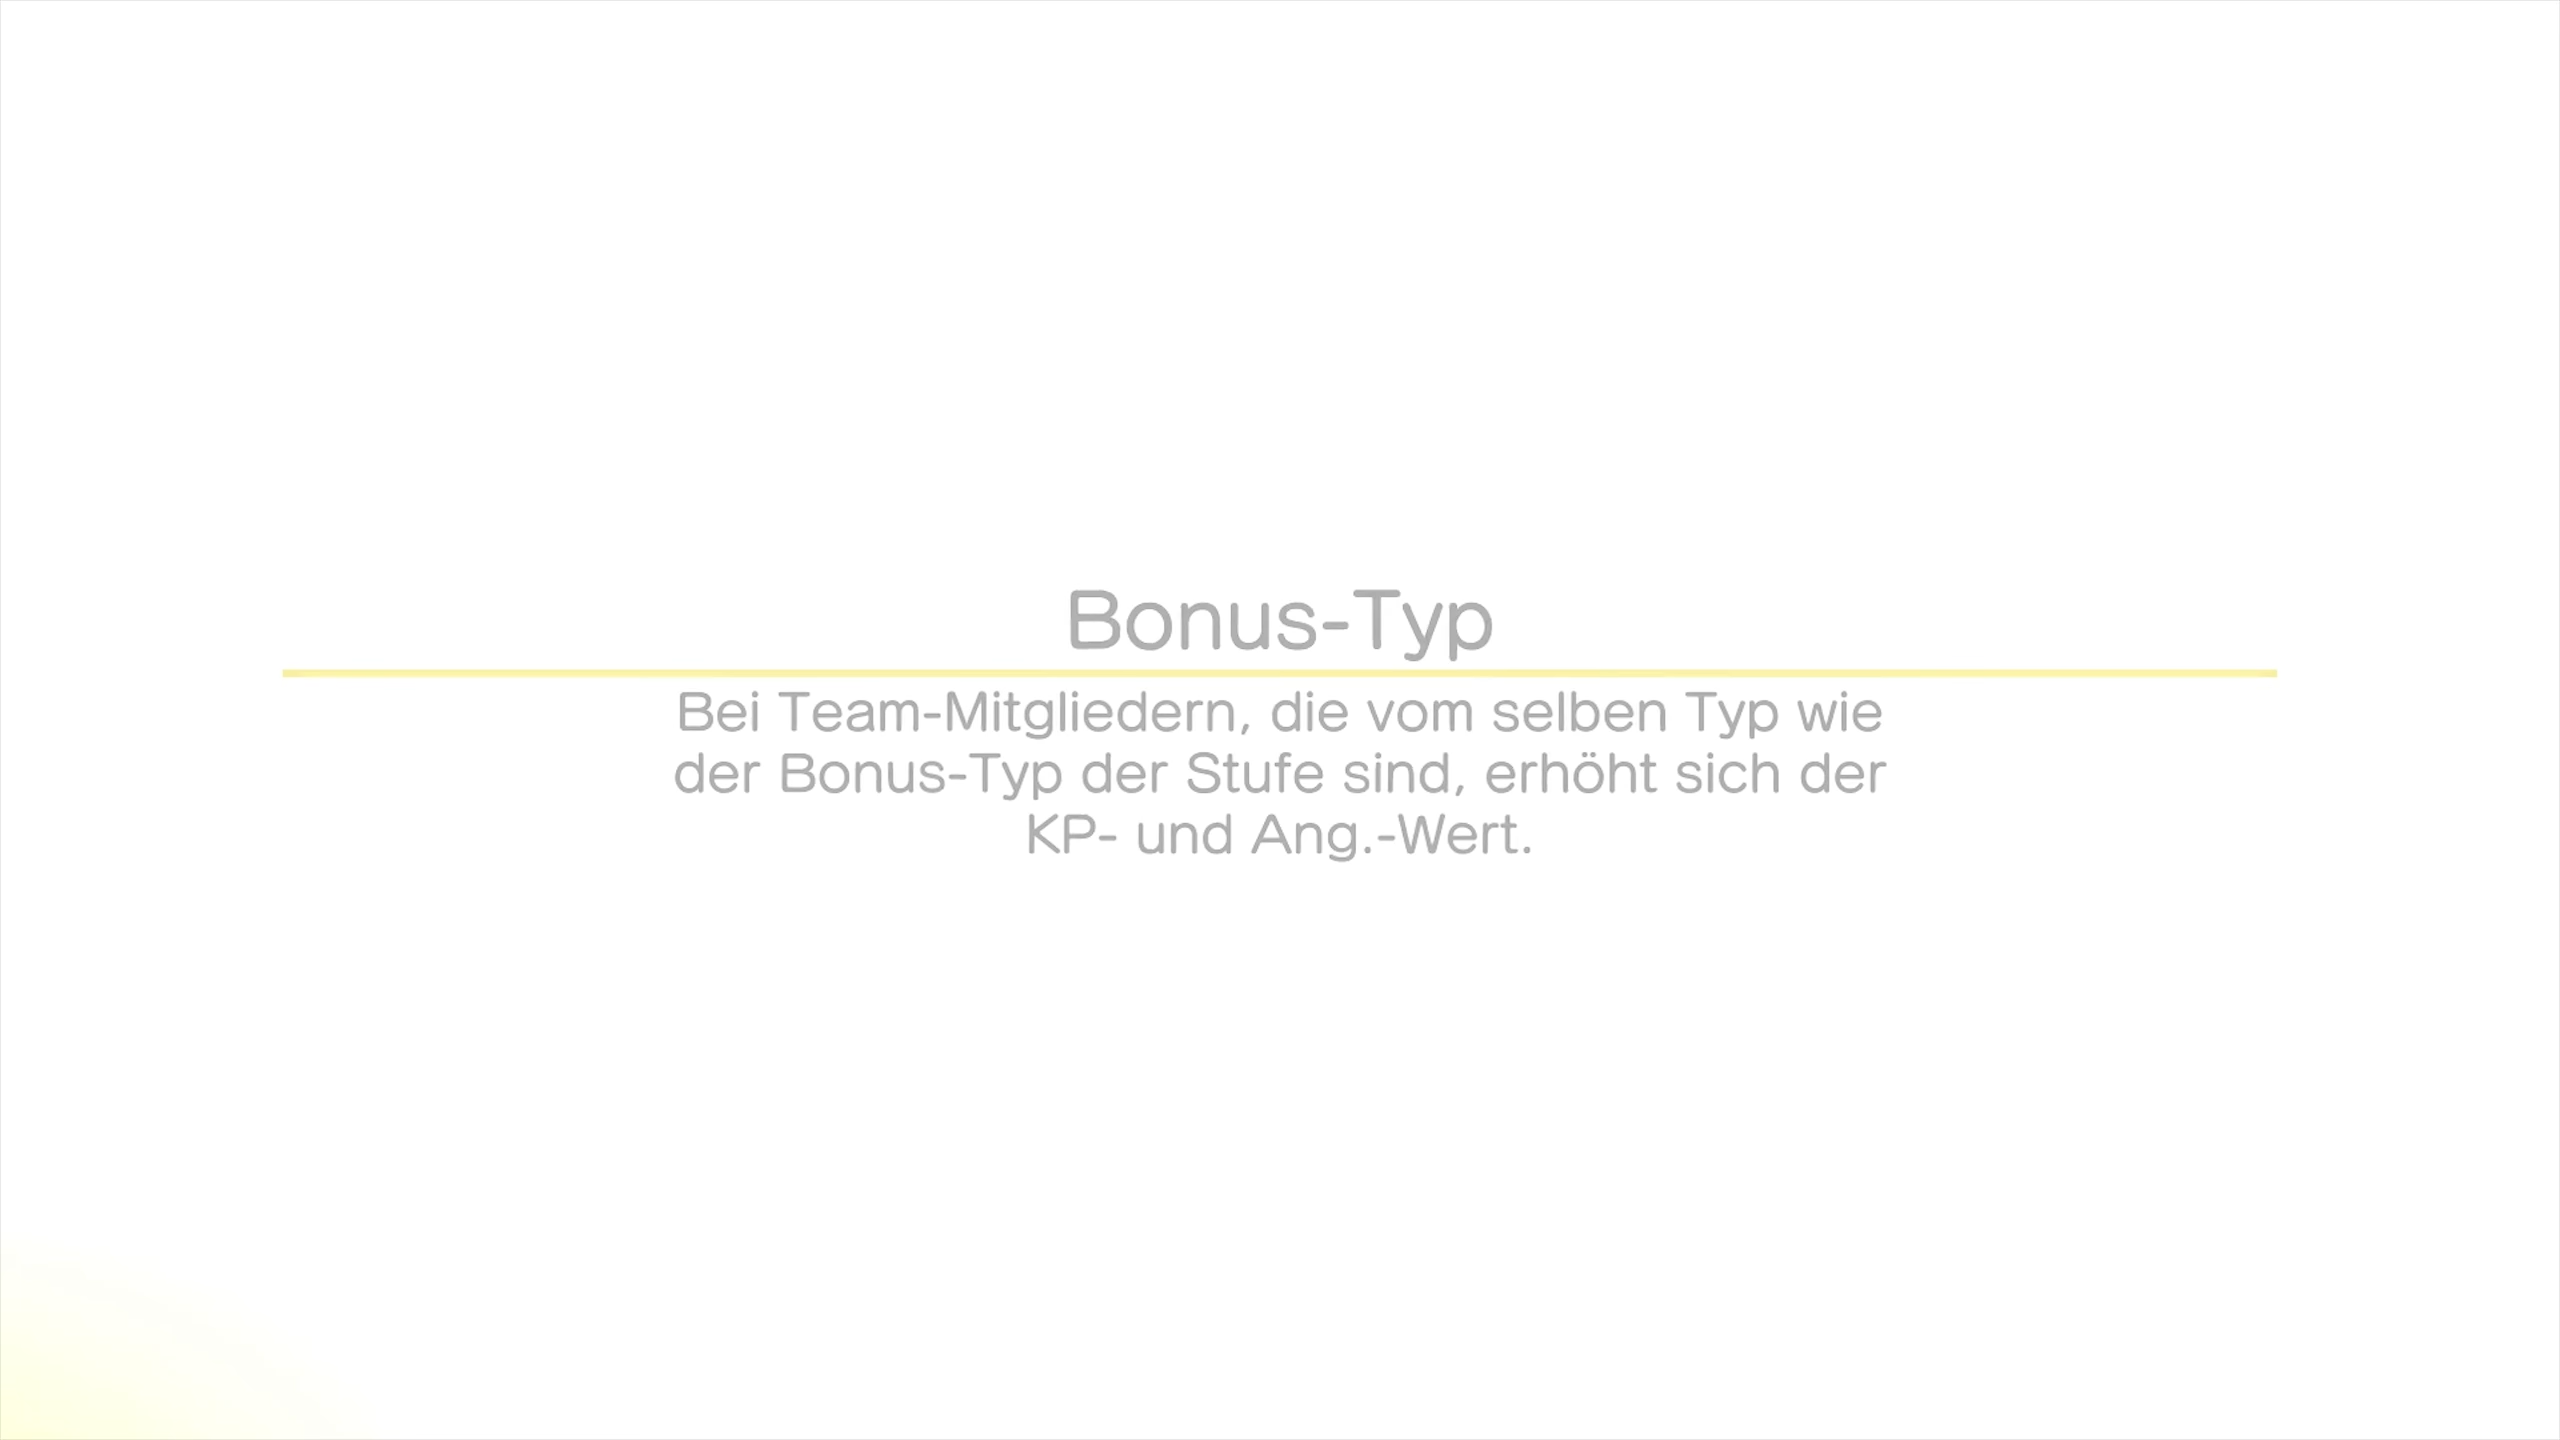 Bonus-Typ
Bei Team-Mitgliedern, die vom selben Typ wie
der Bonus-Typ der Stufe sind, erhöht sich der
KP- und Ang.-Wert.